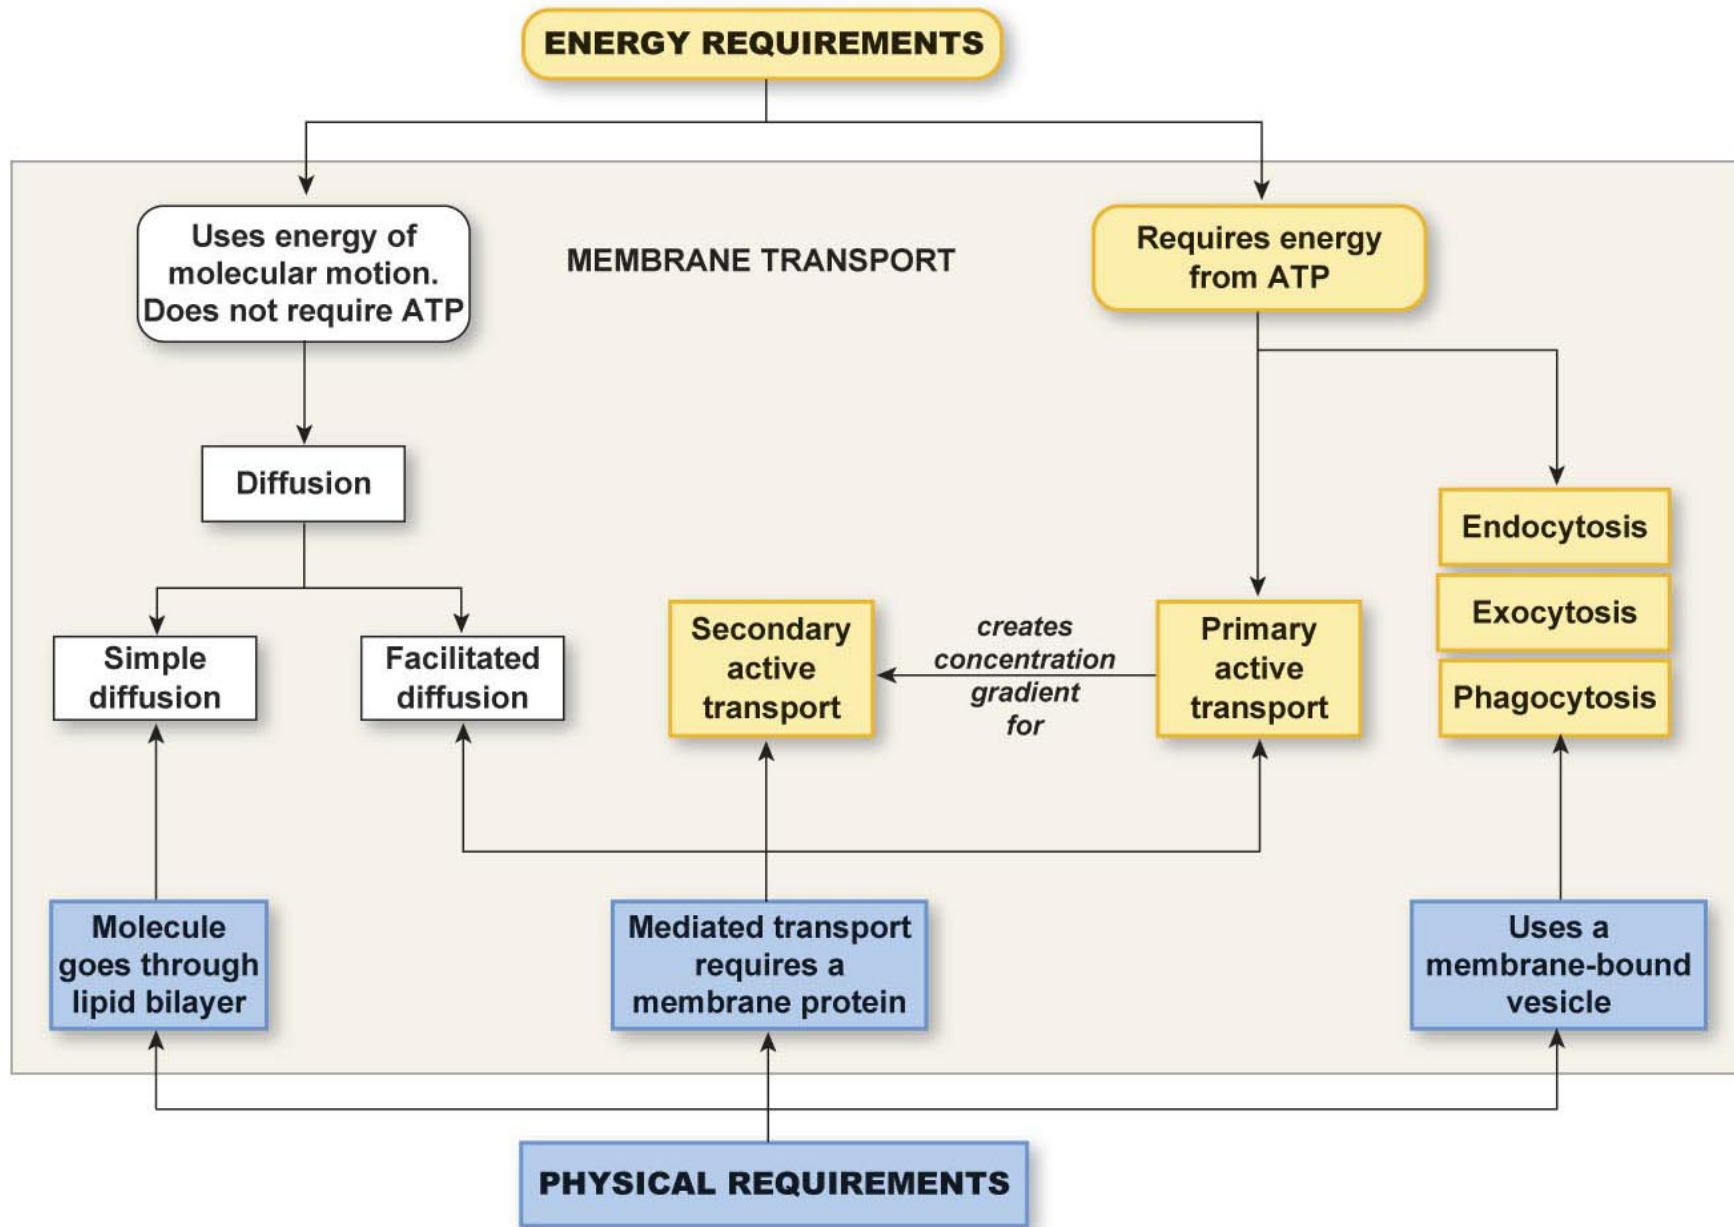 ENERGY REQUIREMENTS
Uses energy of
molecular motion.
Does not require ATP
MEMBRANE TRANSPORT
Requires energy
from ATP
Diffusion
Endocytosis
Exocytosis
Phagocytosis
Simple
diffusion
Facilitated
diffusion
Secondary
active
transport
creates
concentration
gradient
for
Primary
active
transport
Molecule
goes through
lipid bilayer
Mediated transport
requires a
membrane protein
Uses a
membrane-bound
vesicle
PHYSICAL REQUIREMENTS